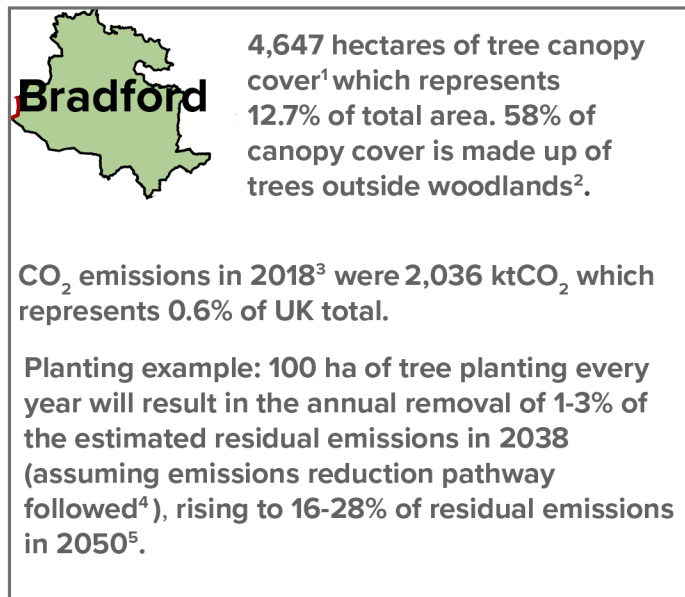 Bradford
4,647 hectares of tree canopy
cover¹ which represents
12.7% of total area. 58% of
canopy cover is made up of
trees outside woodlands².
CO₂ emissions in 2018³ were 2,036 ktCO₂ which
represents 0.6% of UK total.
Planting example: 100 ha of tree planting every
year will result in the annual removal of 1-3% of
the estimated residual emissions in 2038
(assuming emissions reduction pathway
followed⁴), rising to 16-28% of residual emissions
in 2050⁵.